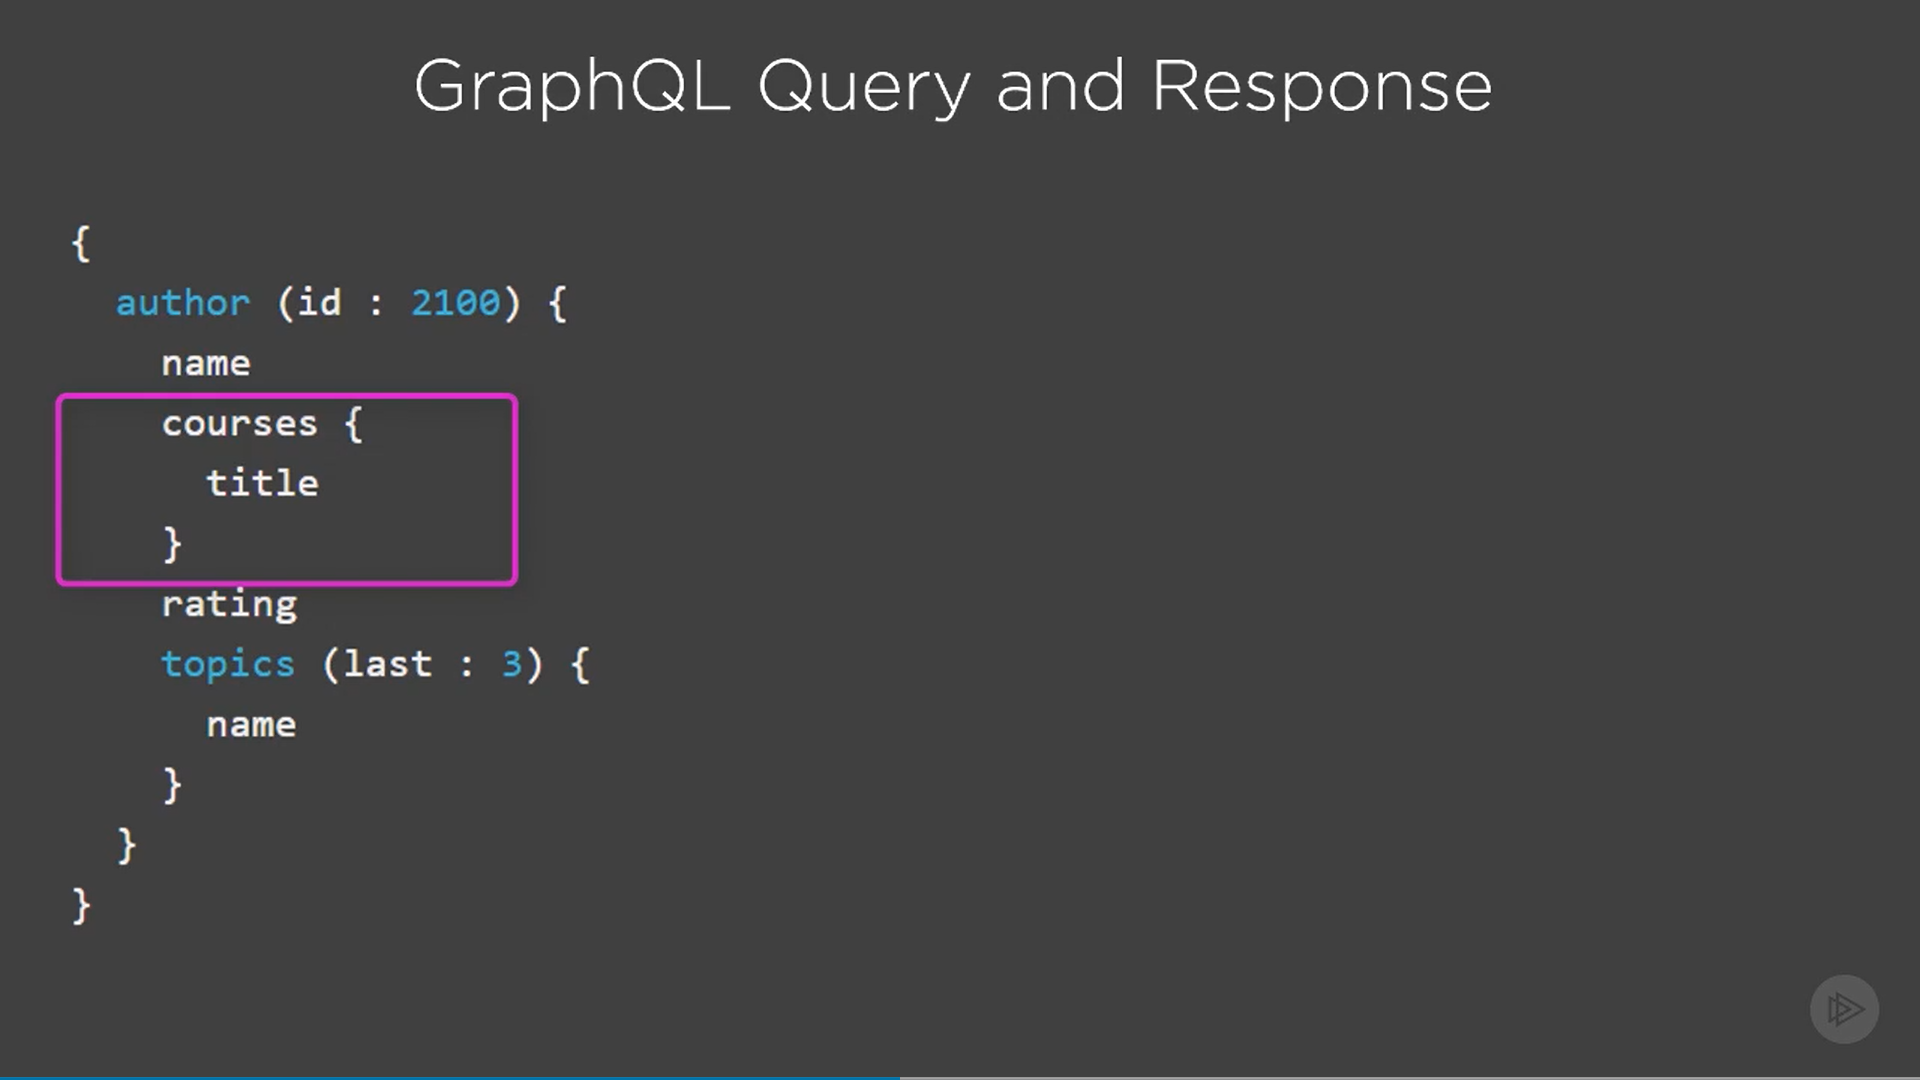 GraphQL Query and Response
{
author (id : 2100) {
name
courses {
title
}
rating
topics (last : 3) {
name
}
}
}